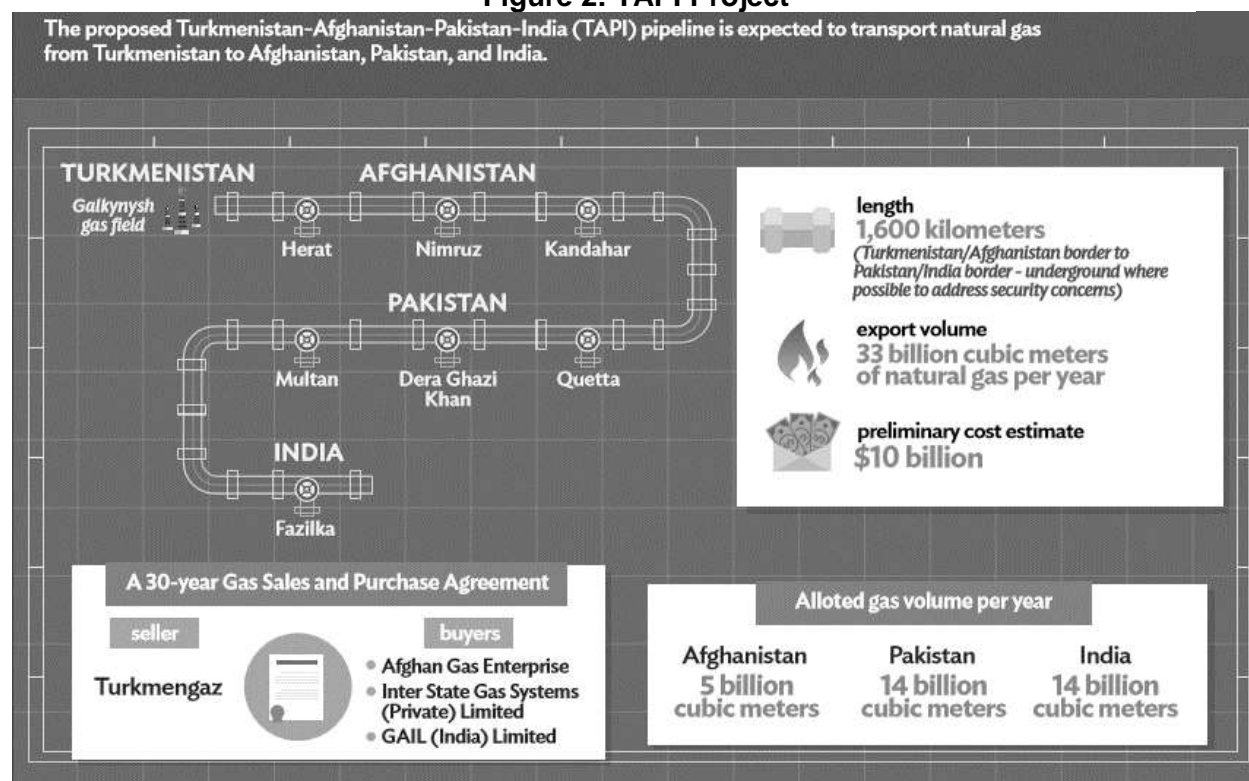 Figure 2. TAPI Project
The proposed Turkmenistan-Afghanistan-Pakistan-India (TAPI) pipeline is expected to transport natural gas
from Turkmenistan to Afghanistan, Pakistan, and India.
TURKMENISTAN
Galkynysh
gas field
AFGHANISTAN
Herat
Nimruz
Kandahar
PAKISTAN
Multan
Dera Ghazi
Khan
Quetta
INDIA
Fazilka
length
1,600 kilometers
(Turkmenistan/Afghanistan border to
Pakistan/India border - underground where
possible to address security concerns)
export volume
33 billion cubic meters
of natural gas per year
preliminary cost estimate
$10 billion
A 30-year Gas Sales and Purchase Agreement
seller
Turkmengaz
buyers
• Afghan Gas Enterprise
• Inter State Gas Systems
(Private) Limited
• GAIL (India) Limited
Alloted gas volume per year
Afghanistan
5 billion
cubic meters
Pakistan
14 billion
cubic meters
India
14 billion
cubic meters